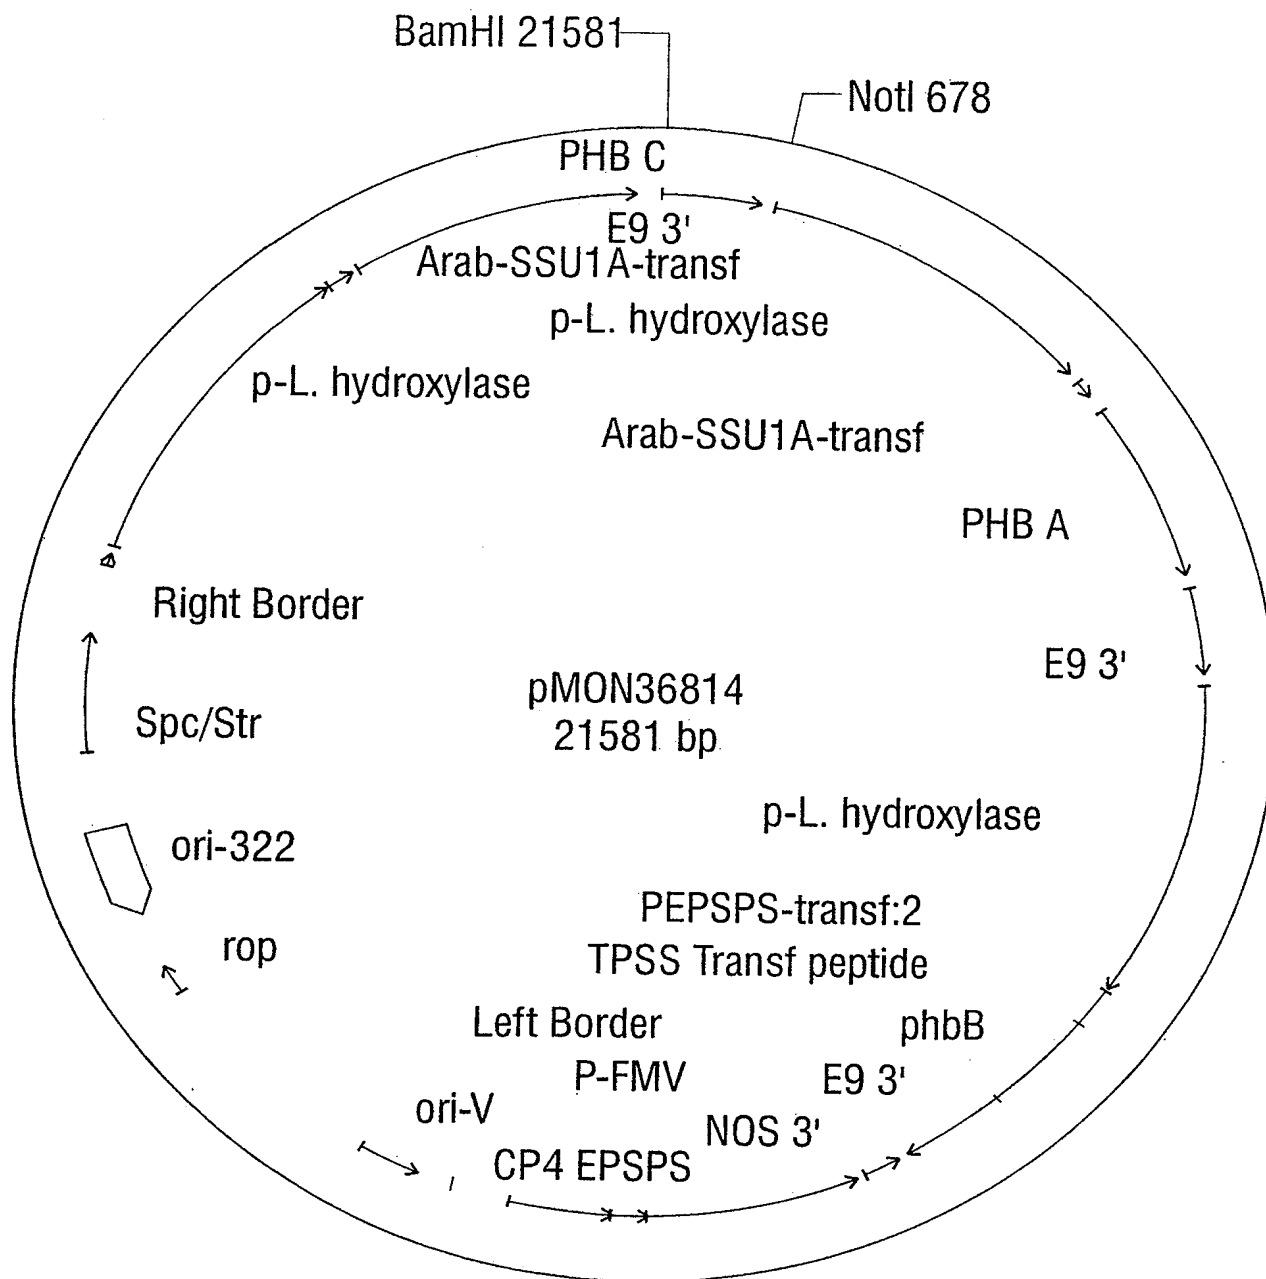 BamHI 21581
NotI 678
PHB C
E9 3'
Arab-SSU1A-transf
p-L. hydroxylase
p-L. hydroxylase
Arab-SSU1A-transf
PHB A
Right Border
E9 3'
pMON36814
21581 bp
Spc/Str
p-L. hydroxylase
ori-322
PEPSPS-transf:2
rop
TPSS Transf peptide
Left Border
phbB
P-FMV
E9 3'
ori-V
NOS 3'
CP4 EPSPS